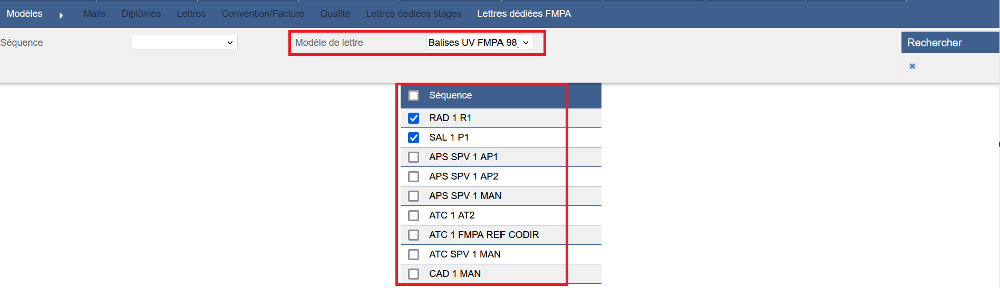 Modèles Mails Diplômes Lettres Convention/Facture Qualité Lettres dédiées stages Lettres dédiées FMPA
Séquence Modèle de lettre Balises UV FMPA 98_ Rechercher
Séquence
RAD 1 R1
SAL 1 P1
APS SPV 1 AP1
APS SPV 1 AP2
APS SPV 1 MAN
ATC 1 AT2
ATC 1 FMPA REF CODIR
ATC SPV 1 MAN
CAD 1 MAN